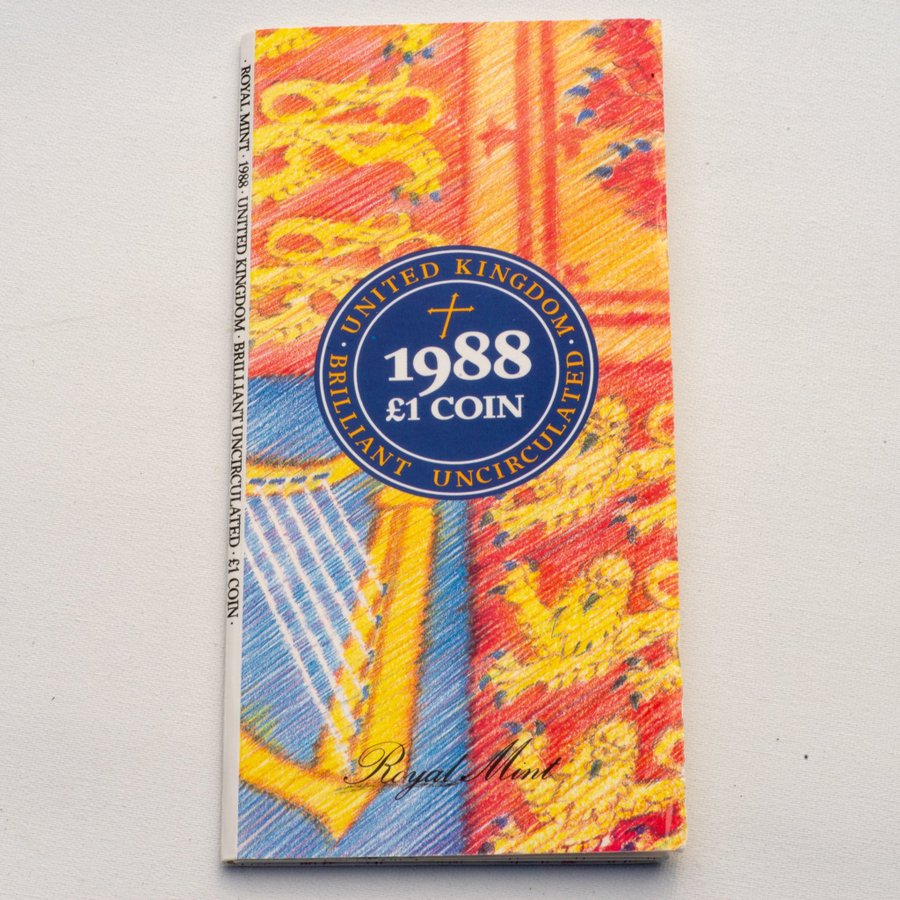 · ROYAL MINT · 1988 · UNITED KINGDOM · BRILLIANT UNCIRCULATED · £1 COIN ·
· UNITED KINGDOM ·
1988
£1 COIN
BRILLIANT UNCIRCULATED
Royal Mint